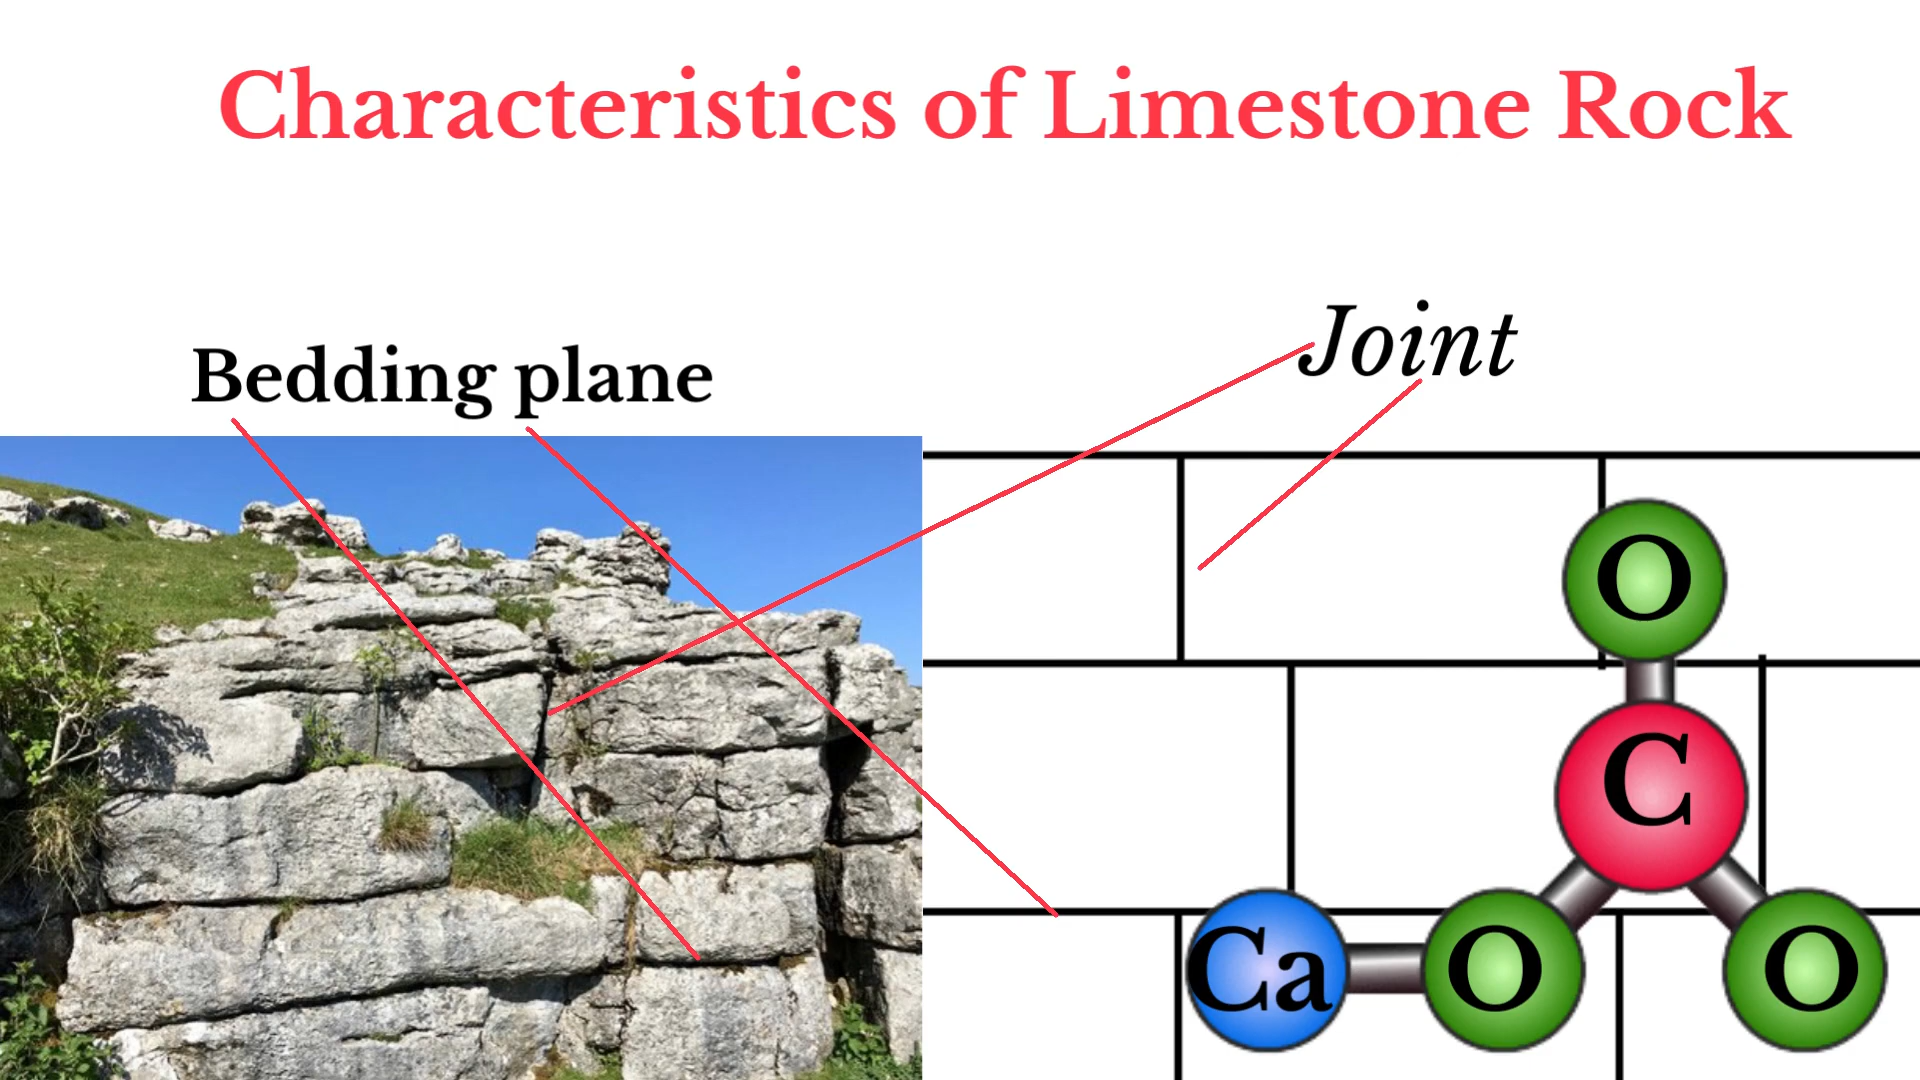 Characteristics of Limestone Rock
Joint
Bedding plane
O
C
Ca O O